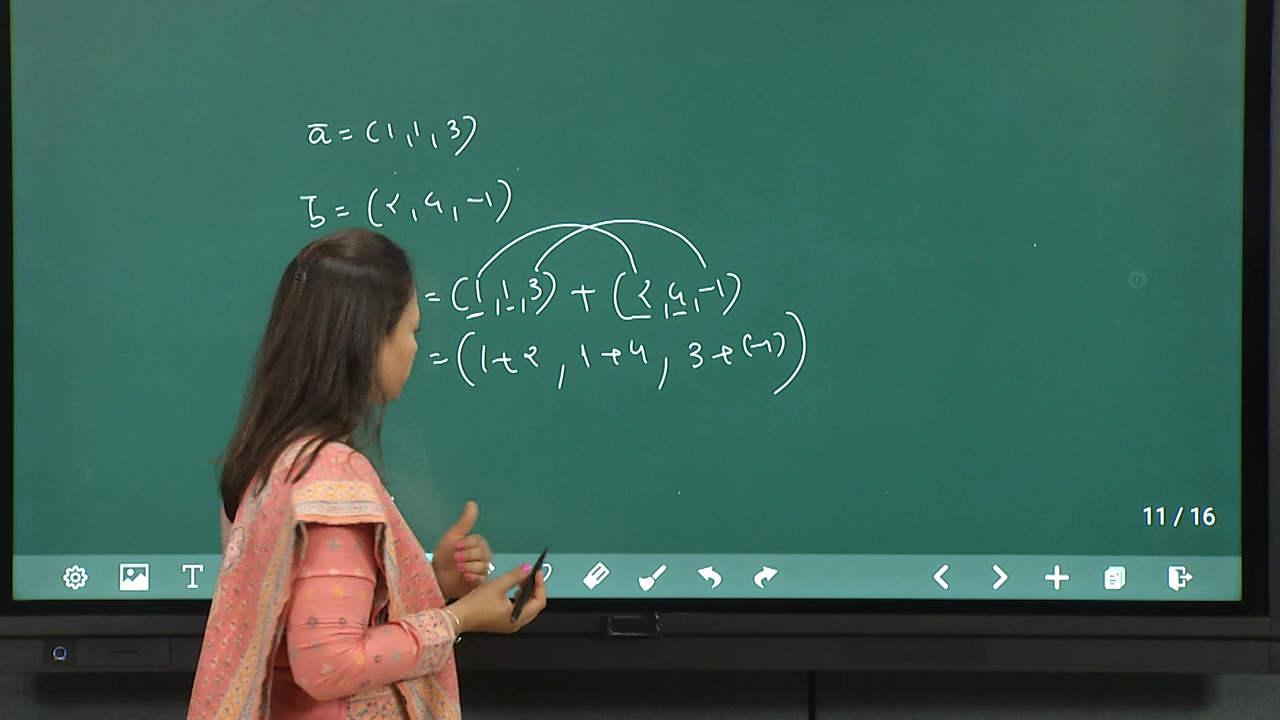 a̅ = (1, 1, 3)
b̅ = (2, 4, -1)
= (1, 1, 3) + (2, 4, -1)
= (1+2, 1+4, 3+(-1))
11 / 16
T